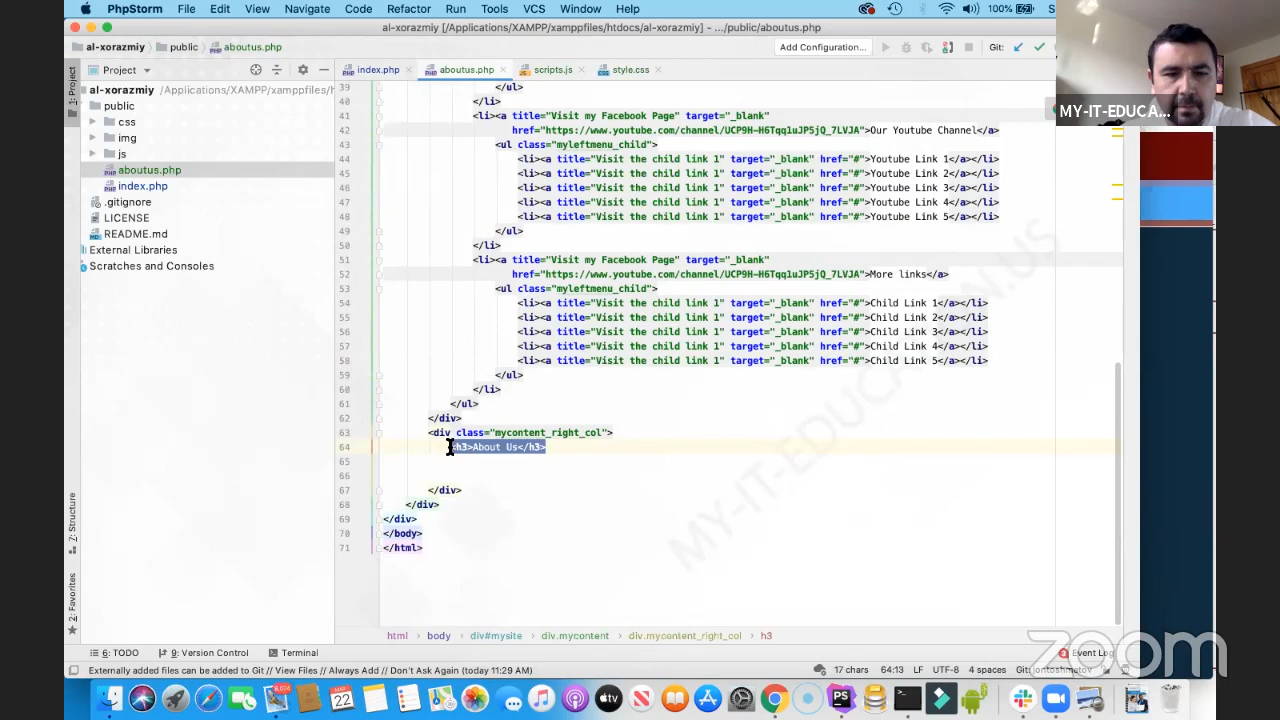 PhpStorm File Edit View Navigate Code Refactor Run Tools VCS Window Help 100%
al-xorazmiy [/Applications/XAMPP/xamppfiles/htdocs/al-xorazmiy] – .../public/aboutus.php
al-xorazmiy public aboutus.php Add Configuration... Git:
Project index.php aboutus.php scripts.js style.css
1: Project
al-xorazmiy /Applications/XAMPP/xamppfiles/h
public
css
img
js
aboutus.php
index.php
.gitignore
LICENSE
README.md
External Libraries
Scratches and Consoles
7: Structure
2: Favorites
39 </ul>
40 </li>
41 <li><a title="Visit my Facebook Page" target="_blank"
42 href="https://www.youtube.com/channel/UCP9H-H6Tqq1uJP5jQ_7LVJA">Our Youtube Channel</a>
43 <ul class="myleftmenu_child">
44 <li><a title="Visit the child link 1" target="_blank" href="#">Youtube Link 1</a></li>
45 <li><a title="Visit the child link 1" target="_blank" href="#">Youtube Link 2</a></li>
46 <li><a title="Visit the child link 1" target="_blank" href="#">Youtube Link 3</a></li>
47 <li><a title="Visit the child link 1" target="_blank" href="#">Youtube Link 4</a></li>
48 <li><a title="Visit the child link 1" target="_blank" href="#">Youtube Link 5</a></li>
49 </ul>
50 </li>
51 <li><a title="Visit my Facebook Page" target="_blank"
52 href="https://www.youtube.com/channel/UCP9H-H6Tqq1uJP5jQ_7LVJA">More links</a>
53 <ul class="myleftmenu_child">
54 <li><a title="Visit the child link 1" target="_blank" href="#">Child Link 1</a></li>
55 <li><a title="Visit the child link 1" target="_blank" href="#">Child Link 2</a></li>
56 <li><a title="Visit the child link 1" target="_blank" href="#">Child Link 3</a></li>
57 <li><a title="Visit the child link 1" target="_blank" href="#">Child Link 4</a></li>
58 <li><a title="Visit the child link 1" target="_blank" href="#">Child Link 5</a></li>
59 </ul>
60 </li>
61 </ul>
62 </div>
63 <div class="mycontent_right_col">
64 <h3>About Us</h3>
65
66
67 </div>
68 </div>
69 </div>
70 </body>
71 </html>
html body div#mysite div.mycontent div.mycontent_right_col h3
6: TODO 9: Version Control Terminal Event Log
Externally added files can be added to Git // View Files // Always Add // Don't Ask Again (today 11:29 AM) 17 chars 64:13 LF UTF-8 4 spaces
MY-IT-EDUCA...
zoom
MAR
22
PS